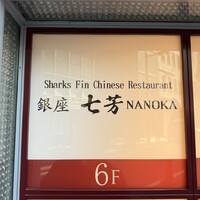 Sharks Fin Chinese Restaurant
銀座 七芳 NANOKA
6F